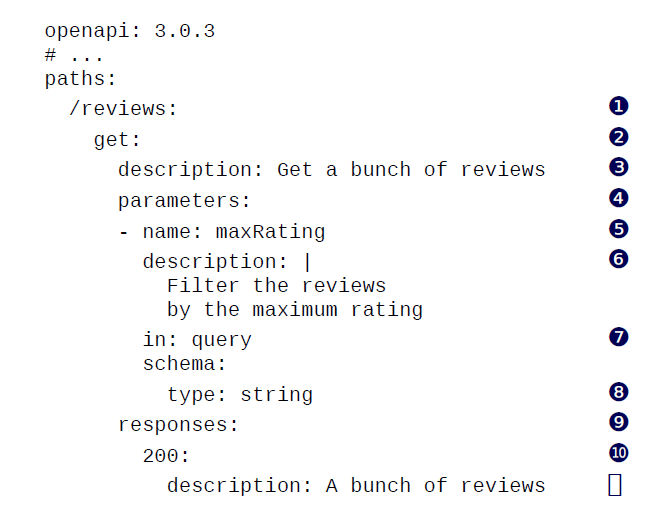 openapi: 3.0.3
# ...
paths:
  /reviews: ❶
    get: ❷
      description: Get a bunch of reviews ❸
      parameters: ❹
      - name: maxRating ❺
        description: | ❻
          Filter the reviews
          by the maximum rating
        in: query ❼
        schema:
          type: string ❽
      responses: ❾
        200: ❿
          description: A bunch of reviews